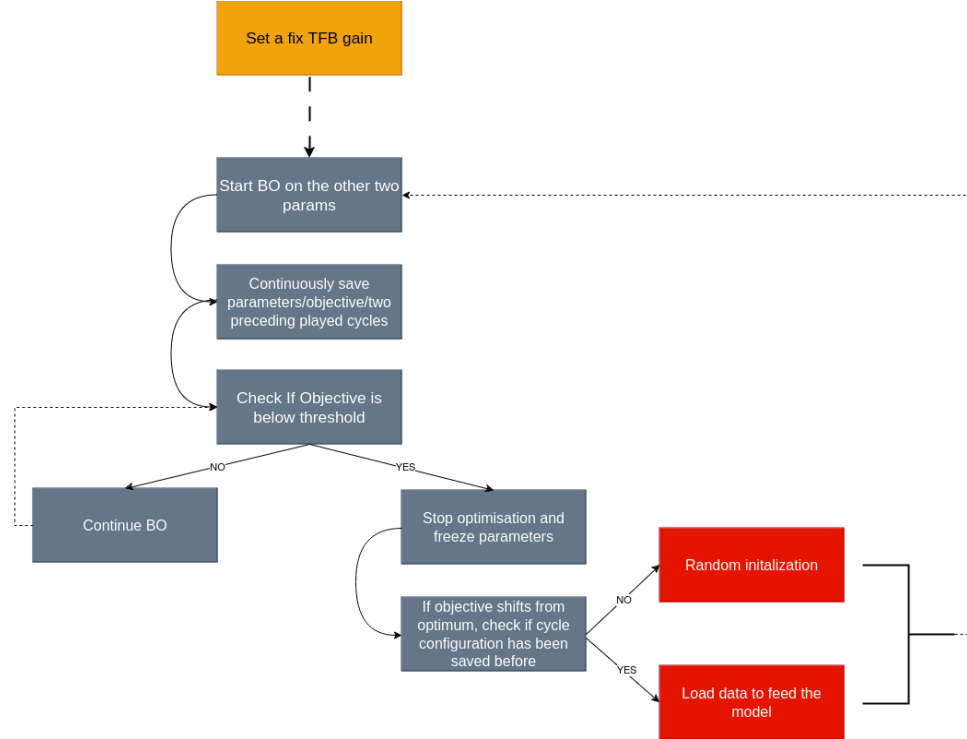 Set a fix TFB gain
Start BO on the other two
params
Continuously save
parameters/objective/two
preceding played cycles
Check If Objective is
below threshold
NO
YES
Continue BO
Stop optimisation and
freeze parameters
If objective shifts from
optimum, check if cycle
configuration has been
saved before
NO
YES
Random initalization
Load data to feed the
model